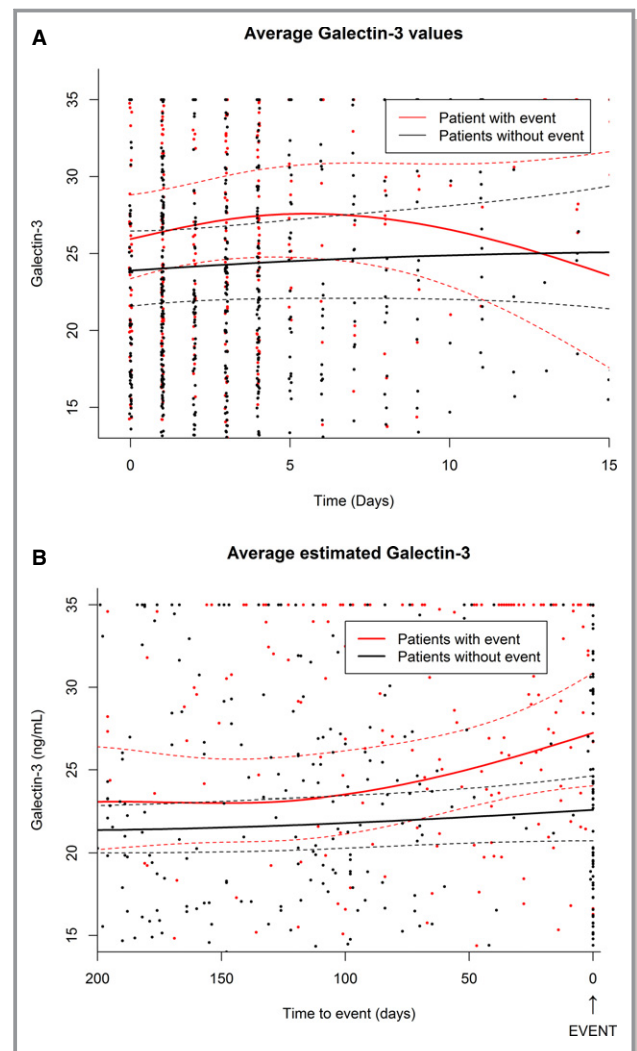 A
Average Galectin-3 values
35
30
25
20
15
Galectin-3
Patient with event
Patients without event
0
5
10
15
Time (Days)
B
Average estimated Galectin-3
35
30
25
20
15
Galectin-3 (ng/mL)
Patients with event
Patients without event
200
150
100
50
0
Time to event (days)
↑
EVENT